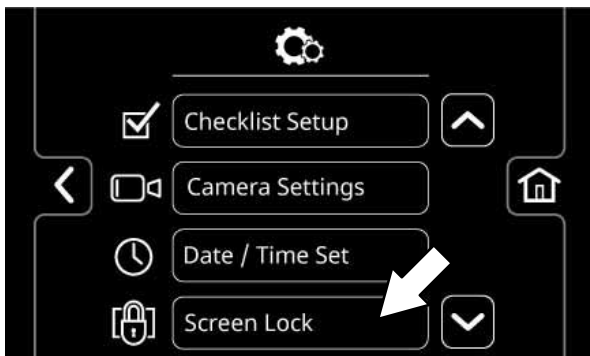 Checklist Setup
Camera Settings
Date / Time Set
Screen Lock